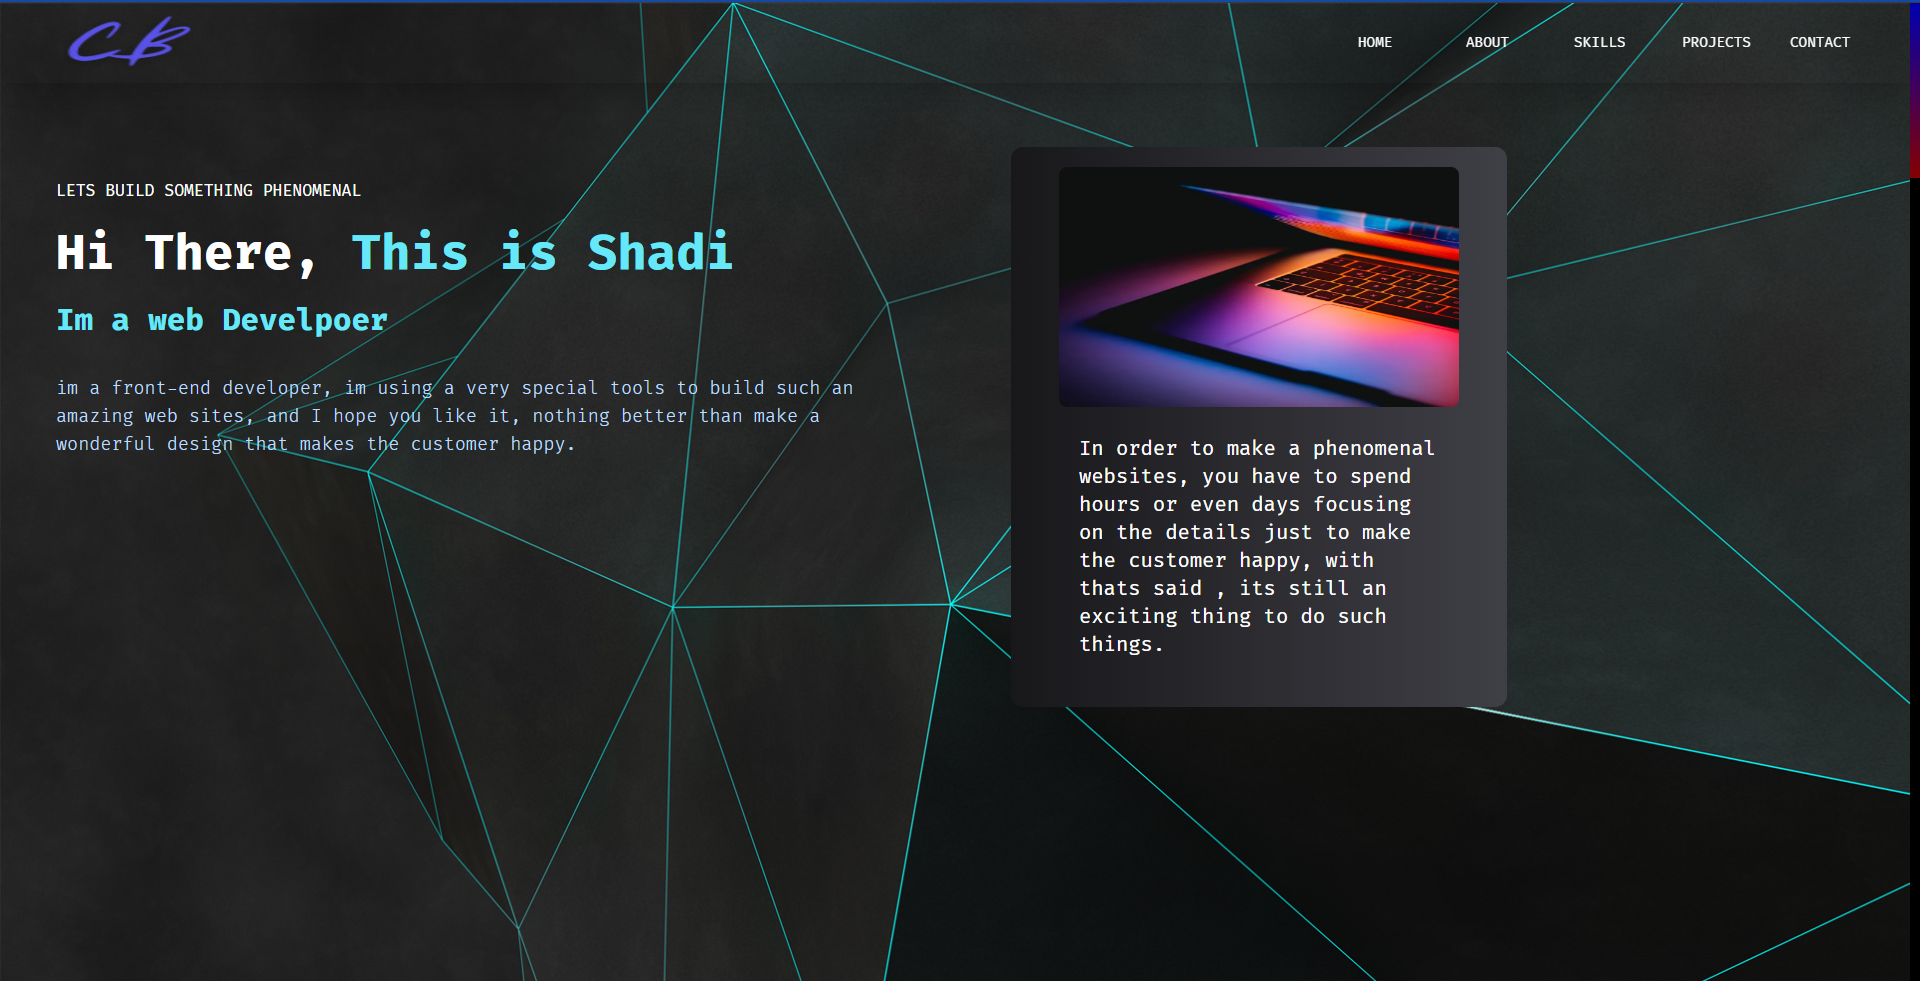 CB
HOME ABOUT SKILLS PROJECTS CONTACT
LETS BUILD SOMETHING PHENOMENAL
Hi There, This is Shadi
Im a web Develpoer
im a front-end developer, im using a very special tools to build such an
amazing web sites, and I hope you like it, nothing better than make a
wonderful design that makes the customer happy.
In order to make a phenomenal
websites, you have to spend
hours or even days focusing
on the details just to make
the customer happy, with
thats said , its still an
exciting thing to do such
things.